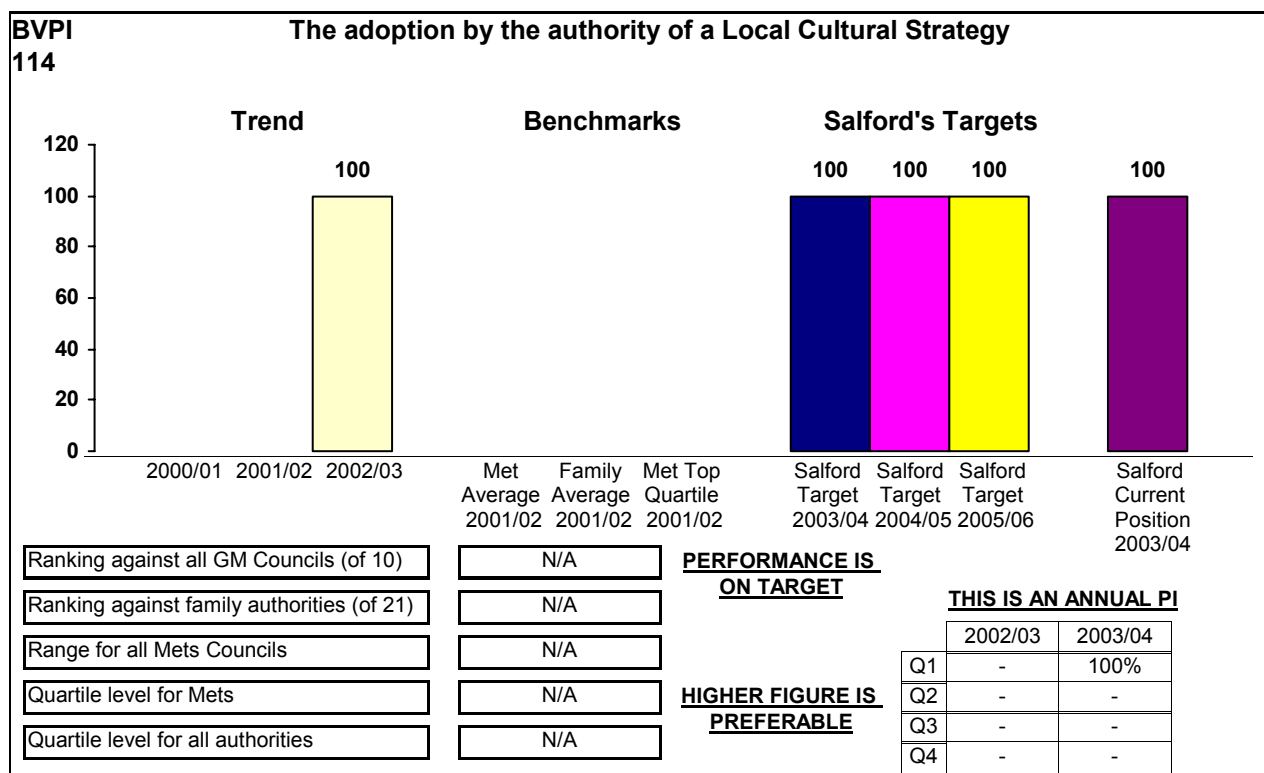 BVPI
114
The adoption by the authority of a Local Cultural Strategy
Trend
Benchmarks
Salford's Targets
120
100
80
60
40
20
0
100
100
100
100
100
2000/01
2001/02
2002/03
Met
Average
2001/02
Family
Average
2001/02
Met Top
Quartile
2001/02
Salford
Target
2003/04
Salford
Target
2004/05
Salford
Target
2005/06
Salford
Current
Position
2003/04
Ranking against all GM Councils (of 10)
N/A
Ranking against family authorities (of 21)
N/A
Range for all Mets Councils
N/A
Quartile level for Mets
N/A
Quartile level for all authorities
N/A
PERFORMANCE IS
ON TARGET
HIGHER FIGURE IS
PREFERABLE
THIS IS AN ANNUAL PI
2002/03 2003/04
Q1 - 100%
Q2 - -
Q3 - -
Q4 - -